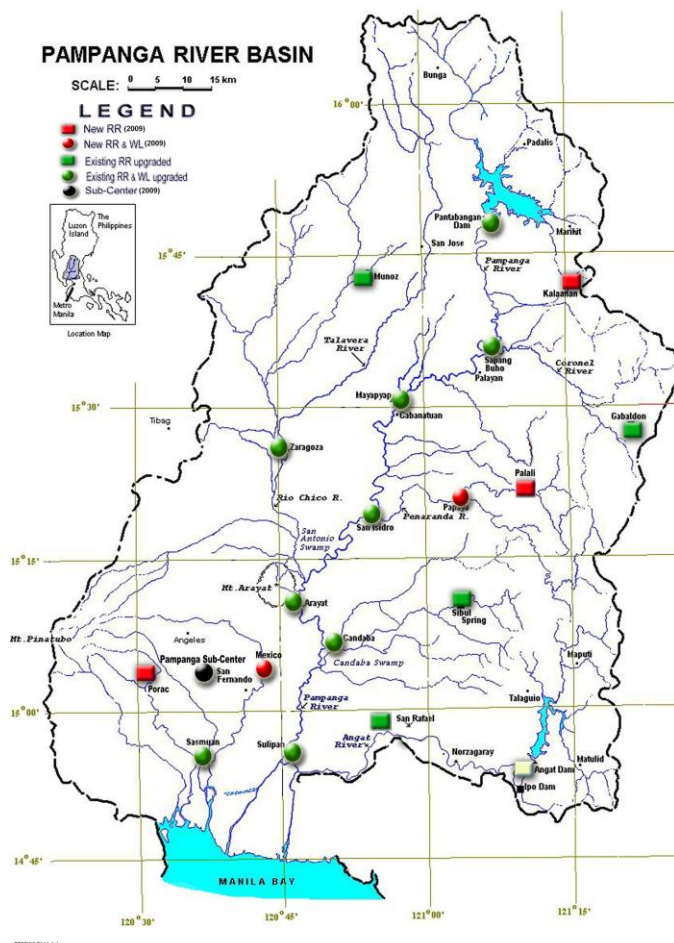 PAMPANGA RIVER BASIN
SCALE: 0 5 10 15 km
LEGEND
New RR (2009)
New RR & WL (2009)
Existing RR upgraded
Existing RR & WL upgraded
Sub-Center (2009)
Luzon
Island
The
Philippines
Metro
Manila
Location Map
Bunga
16°00'
Padalis
Pantabangan
Dam
Marikit
San Jose
15°45'
Pampanga
River
Munoz
Kalaanan
Talavera
River
Sapang
Buho
Palayan
Coronel
River
Mayapyap
Cabanatuan
15°30'
Tibag
Gabaldon
Zaragoza
Palali
Papaya
Rio Chico R.
San Isidro
Penaranda R.
San
Antonio
Swamp
15°15'
Mt. Arayat
Arayat
Sibul
Spring
Mt. Pinatubo
Angeles
Candaba
Candaba Swamp
Pampanga Sub-Center
San
Fernando
Mexico
Maputi
Porac
Talaguio
15°00'
Pampanga
River
San Rafael
Angat
River
Sasmuan
Sulipan
Norzagaray
Matulid
Angat Dam
Ipo Dam
14°45'
MANILA BAY
120°30'
120°45'
121°00'
121°15'